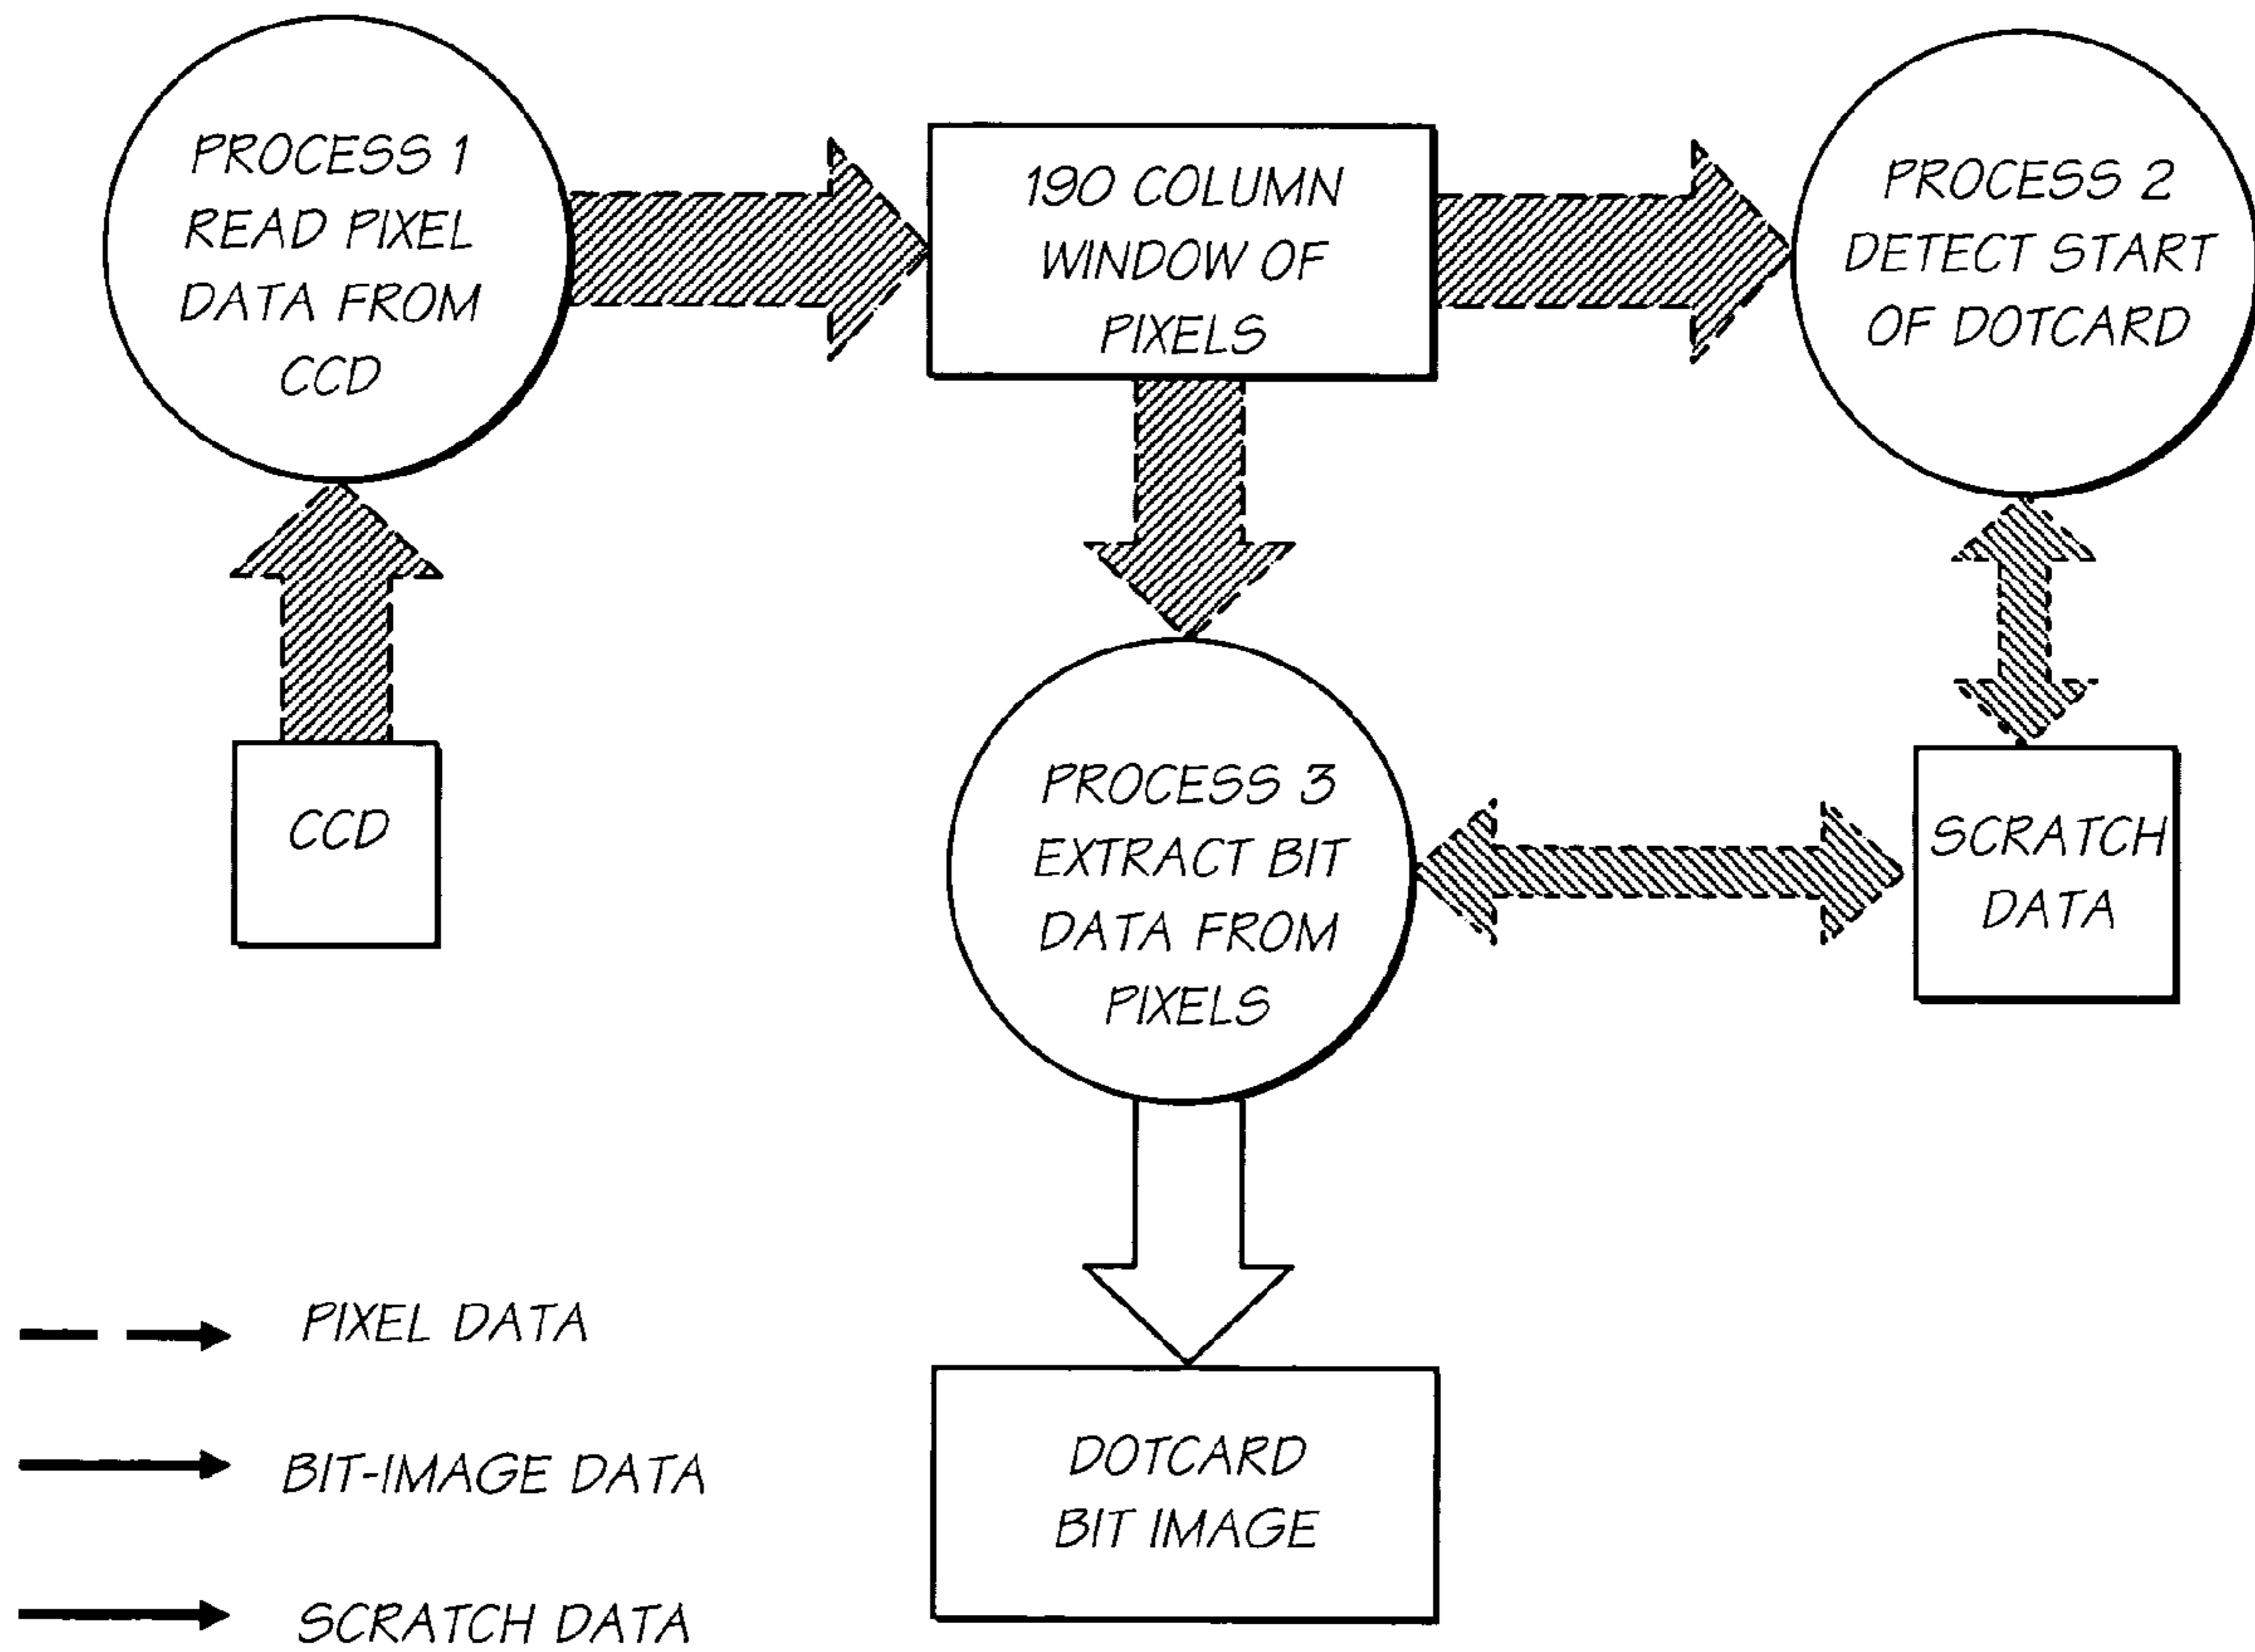 PROCESS 1
READ PIXEL
DATA FROM
CCD
190 COLUMN
WINDOW OF
PIXELS
PROCESS 2
DETECT START
OF DOTCARD
CCD
PROCESS 3
EXTRACT BIT
DATA FROM
PIXELS
SCRATCH
DATA
DOTCARD
BIT IMAGE
PIXEL DATA
BIT-IMAGE DATA
SCRATCH DATA